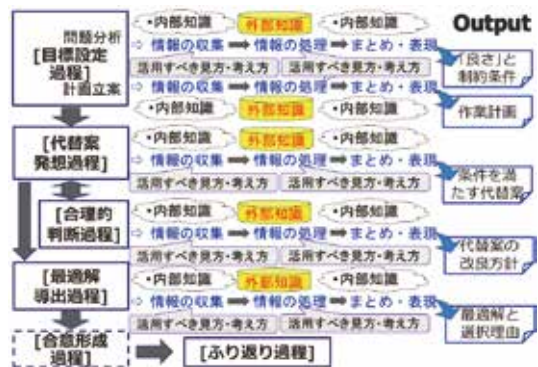 Output
問題分析
[目標設定
過程]
計画立案
・内部知識 外部知識 ・内部知識
⇨ 情報の収集 ➡ 情報の処理 ➡ まとめ・表現
活用すべき見方・考え方 活用すべき見方・考え方
⇨ 情報の収集 ➡ 情報の処理 ➡ まとめ・表現
・内部知識 外部知識 ・内部知識
「良さ」と
制約条件
作業計画
[代替案
発想過程]
・内部知識 外部知識 ・内部知識
⇨ 情報の収集 ➡ 情報の処理 ➡ まとめ・表現
活用すべき見方・考え方 活用すべき見方・考え方
条件を満
たす代替案
[合理的
判断過程]
・内部知識 外部知識 ・内部知識
⇨ 情報の収集 ➡ 情報の処理 ➡ まとめ・表現
活用すべき見方・考え方 活用すべき見方・考え方
代替案の
改良方針
[最適解
導出過程]
・内部知識 外部知識 ・内部知識
⇨ 情報の収集 ➡ 情報の処理 ➡ まとめ・表現
活用すべき見方・考え方 活用すべき見方・考え方
最適解と
選択理由
[合意形成
過程]
[ふり返り過程]